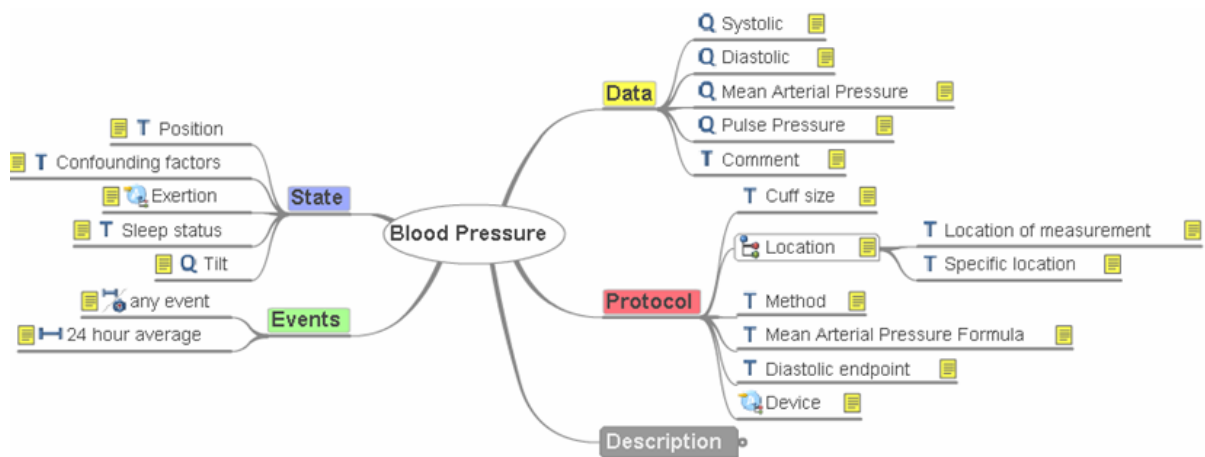 Blood Pressure
Data
Q Systolic
Q Diastolic
Q Mean Arterial Pressure
Q Pulse Pressure
T Comment
State
T Position
T Confounding factors
Exertion
T Sleep status
Q Tilt
Events
any event
24 hour average
Protocol
T Cuff size
Location
T Location of measurement
T Specific location
T Method
T Mean Arterial Pressure Formula
T Diastolic endpoint
Device
Description